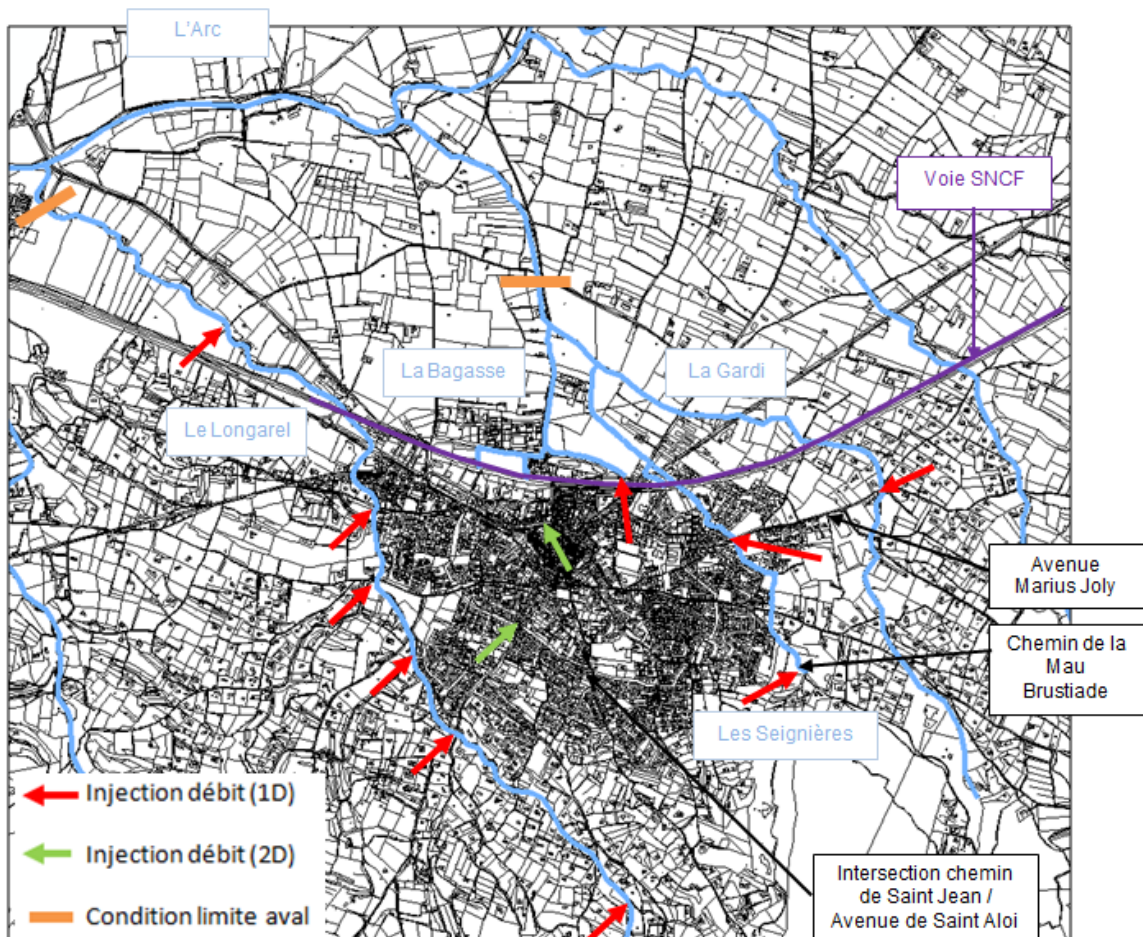 L'Arc
Voie SNCF
La Bagasse
La Gardi
Le Longarel
Avenue
Marius Joly
Chemin de la
Mau
Brustiade
Les Seignières
Injection débit (1D)
Injection débit (2D)
Condition limite aval
Intersection chemin
de Saint Jean /
Avenue de Saint Aloi